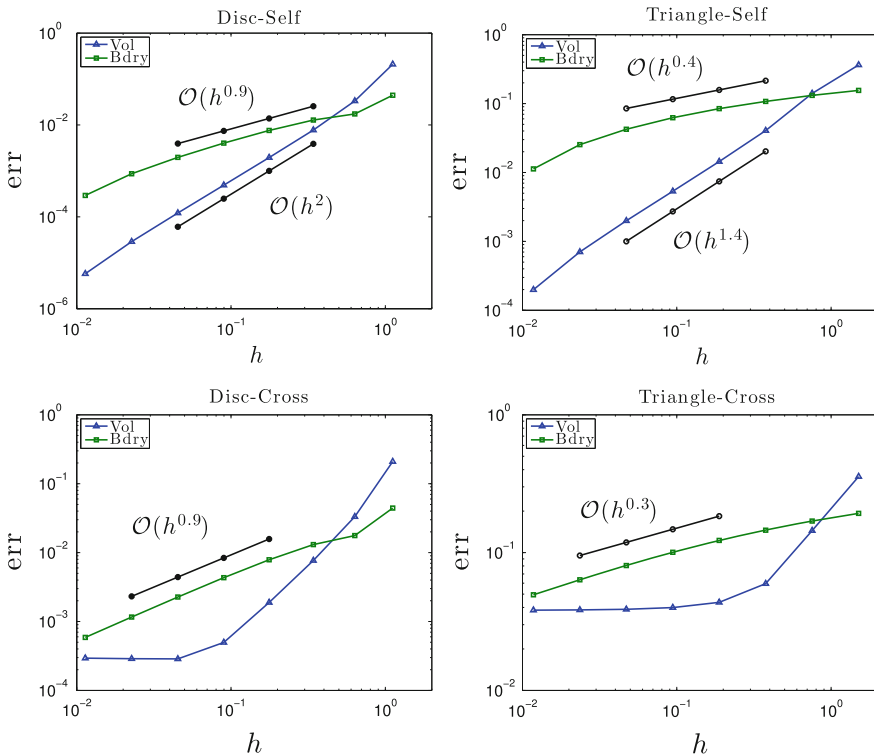 Disc-Self
Vol
Bdry
10^0
10^-2
10^-4
10^-6
err
O(h^0.9)
O(h^2)
10^-2
10^-1
10^0
h
Triangle-Self
Vol
Bdry
10^0
10^-1
10^-2
10^-3
10^-4
err
O(h^0.4)
O(h^1.4)
10^-2
10^-1
10^0
h
Disc-Cross
Vol
Bdry
10^0
10^-1
10^-2
10^-3
10^-4
err
O(h^0.9)
10^-2
10^-1
10^0
h
Triangle-Cross
Vol
Bdry
10^0
10^-1
10^-2
err
O(h^0.3)
10^-2
10^-1
10^0
h